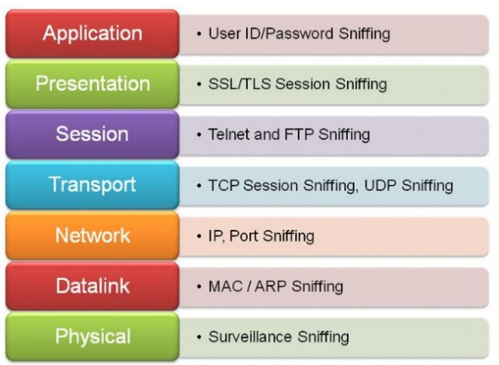 Application
• User ID/Password Sniffing
Presentation
• SSL/TLS Session Sniffing
Session
• Telnet and FTP Sniffing
Transport
• TCP Session Sniffing, UDP Sniffing
Network
• IP, Port Sniffing
Datalink
• MAC / ARP Sniffing
Physical
• Surveillance Sniffing